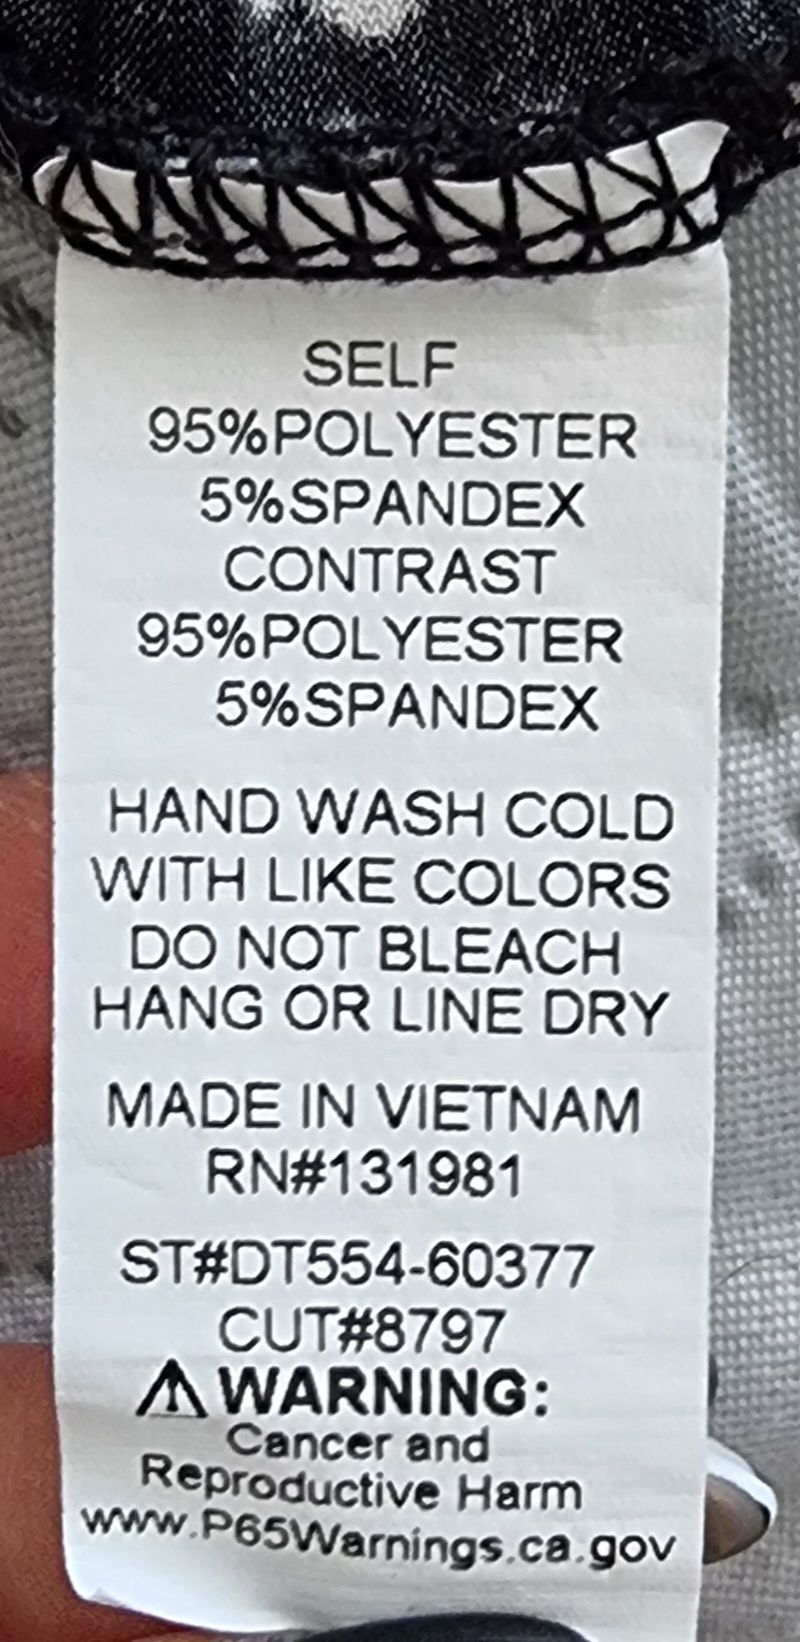 SELF
95%POLYESTER
5%SPANDEX
CONTRAST
95%POLYESTER
5%SPANDEX
HAND WASH COLD
WITH LIKE COLORS
DO NOT BLEACH
HANG OR LINE DRY
MADE IN VIETNAM
RN#131981
ST#DT554-60377
CUT#8797
⚠WARNING:
Cancer and
Reproductive Harm
www.P65Warnings.ca.gov